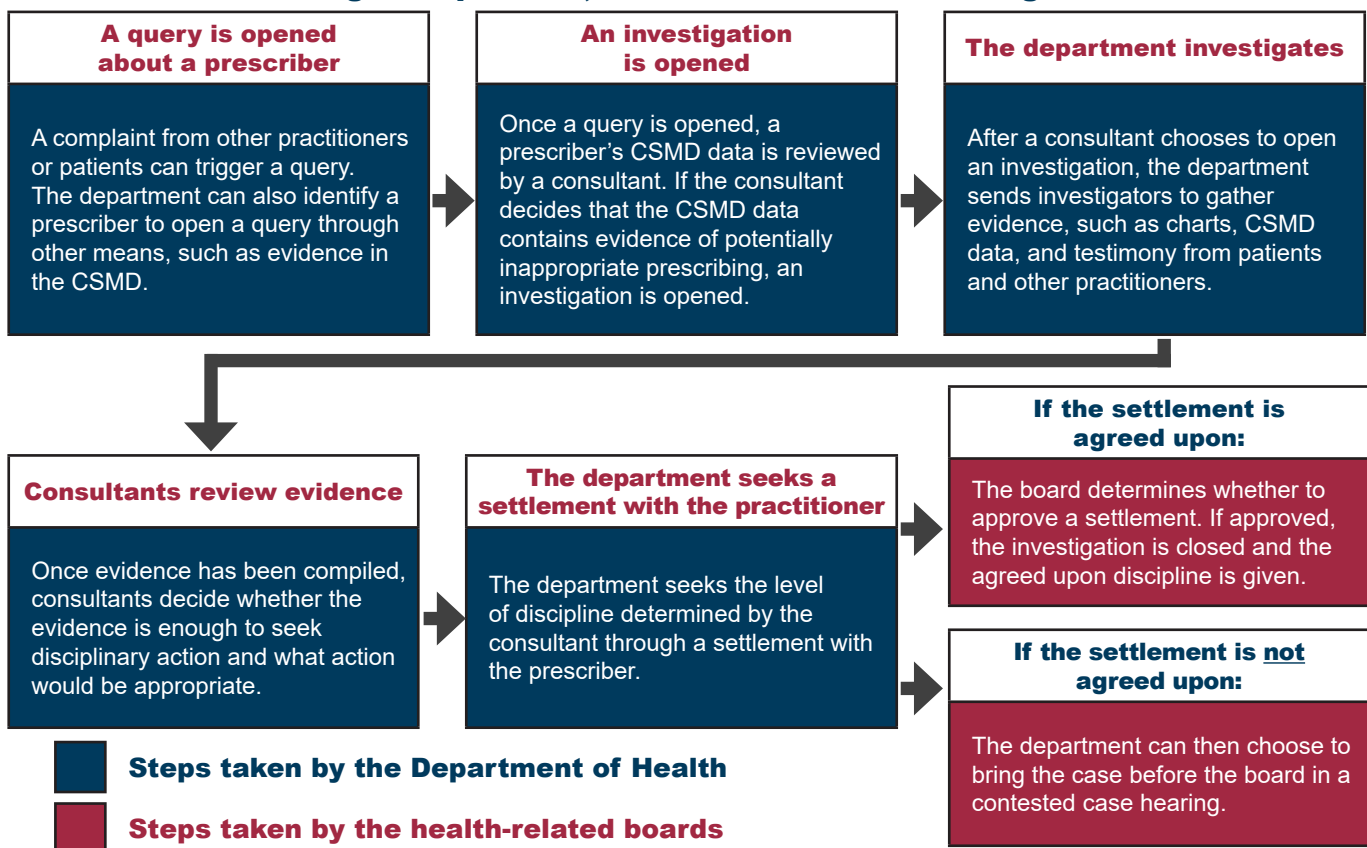 A query is opened
about a prescriber
A complaint from other practitioners
or patients can trigger a query.
The department can also identify a
prescriber to open a query through
other means, such as evidence in
the CSMD.
An investigation
is opened
Once a query is opened, a
prescriber's CSMD data is reviewed
by a consultant. If the consultant
decides that the CSMD data
contains evidence of potentially
inappropriate prescribing, an
investigation is opened.
The department investigates
After a consultant chooses to open
an investigation, the department
sends investigators to gather
evidence, such as charts, CSMD
data, and testimony from patients
and other practitioners.
Consultants review evidence
Once evidence has been compiled,
consultants decide whether the
evidence is enough to seek
disciplinary action and what action
would be appropriate.
The department seeks a
settlement with the practitioner
The department seeks the level
of discipline determined by the
consultant through a settlement with
the prescriber.
If the settlement is
agreed upon:
The board determines whether to
approve a settlement. If approved,
the investigation is closed and the
agreed upon discipline is given.
If the settlement is not
agreed upon:
The department can then choose to
bring the case before the board in a
contested case hearing.
Steps taken by the Department of Health
Steps taken by the health-related boards